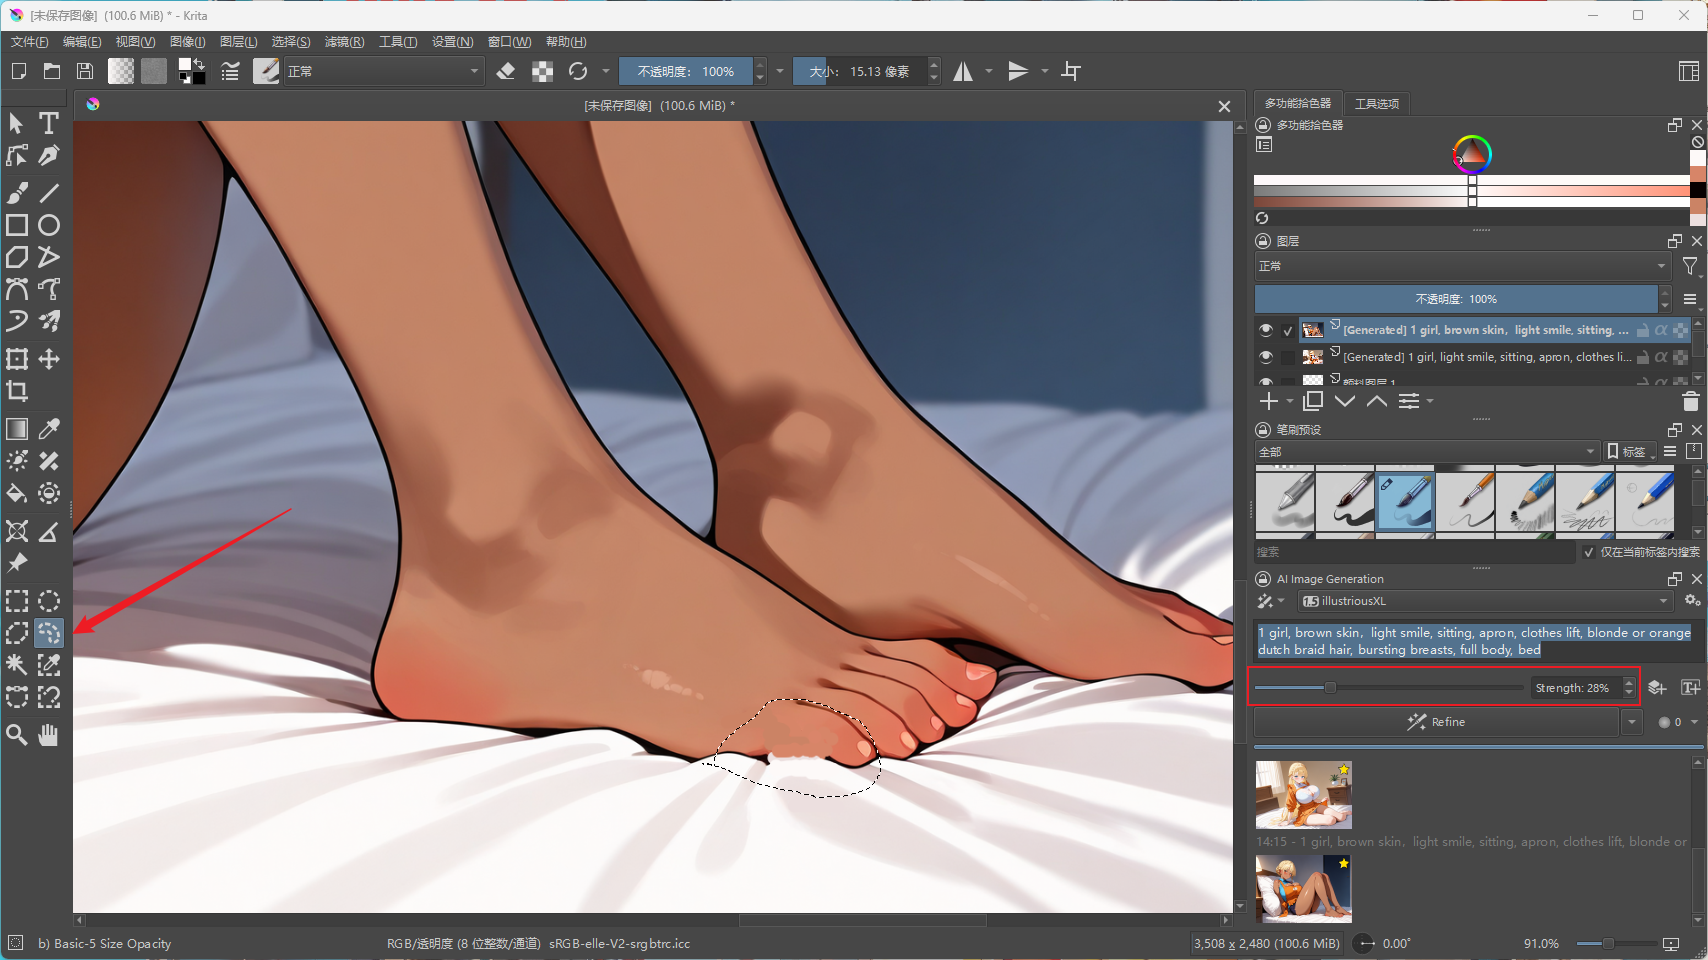 [未保存图像] (100.6 MiB) * - Krita
文件(F) 编辑(E) 视图(V) 图像(I) 图层(L) 选择(S) 滤镜(R) 工具(T) 设置(N) 窗口(W) 帮助(H)
正常 不透明度: 100% 大小: 15.13 像素
[未保存图像] (100.6 MiB) *
多功能拾色器 工具选项
多功能拾色器
图层
正常
不透明度: 100%
[Generated] 1 girl, brown skin, light smile, sitting, ...
[Generated] 1 girl, light smile, sitting, apron, clothes li...
颜料图层 1
笔刷预设
全部 标签
搜索 仅在当前标签内搜索
AI Image Generation
1.5 illustriousXL
1 girl, brown skin, light smile, sitting, apron, clothes lift, blonde or orange
dutch braid hair, bursting breasts, full body, bed
Strength: 28%
Refine 0
14:15 - 1 girl, brown skin, light smile, sitting, apron, clothes lift, blonde or
b) Basic-5 Size Opacity RGB/透明度 (8 位整数/通道) sRGB-elle-V2-srgbtrc.icc 3,508 x 2,480 (100.6 MiB) 0.00° 91.0%